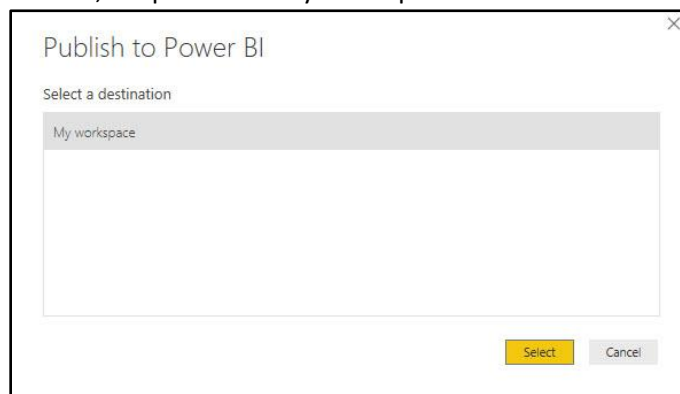 Publish to Power BI
Select a destination
My workspace
Select Cancel